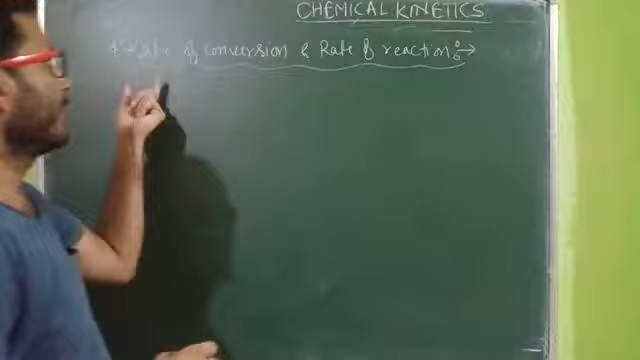 CHEMICAL KINETICS
* Rate of conversion & Rate of reaction :→